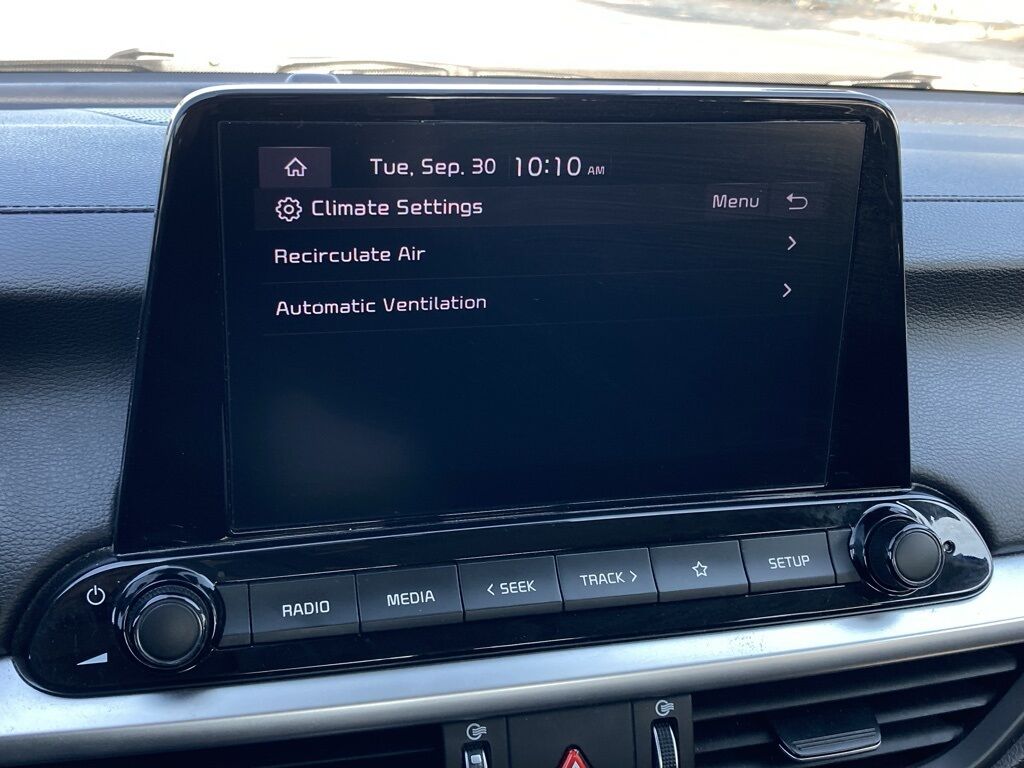 Tue, Sep. 30 10:10 AM
Climate Settings Menu
Recirculate Air >
Automatic Ventilation >
RADIO MEDIA < SEEK TRACK > SETUP